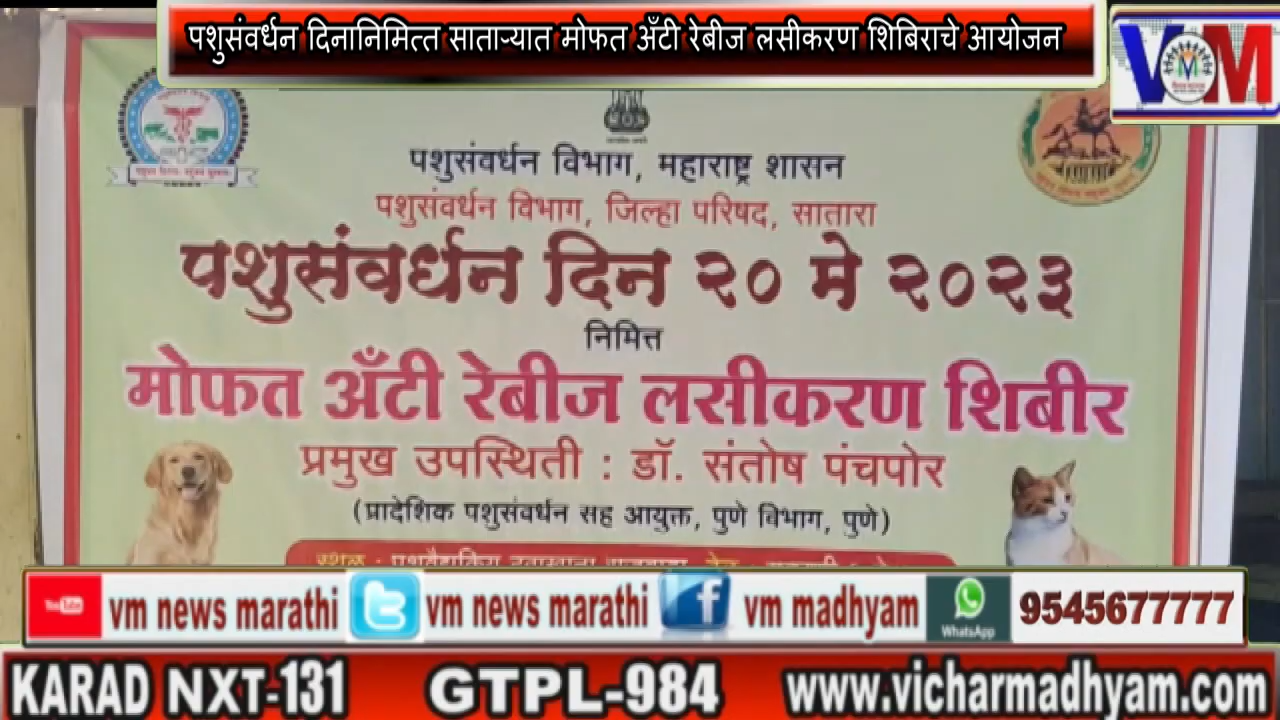 पशुसंवर्धन दिनानिमित्त साताऱ्यात मोफत अँटी रेबीज लसीकरण शिबिराचे आयोजन
VM
पशुसंवर्धन विभाग, महाराष्ट्र शासन
पशुसंवर्धन विभाग, जिल्हा परिषद, सातारा
पशुसंवर्धन दिन २० मे २०२३
निमित्त
मोफत अँटी रेबीज लसीकरण शिबीर
प्रमुख उपस्थिती : डॉ. संतोष पंचपोर
(प्रादेशिक पशुसंवर्धन सह आयुक्त, पुणे विभाग, पुणे)
स्थळ :
YouTube vm news marathi vm news marathi vm madhyam WhatsApp 9545677777
KARAD NXT-131 GTPL-984 www.vicharmadhyam.com